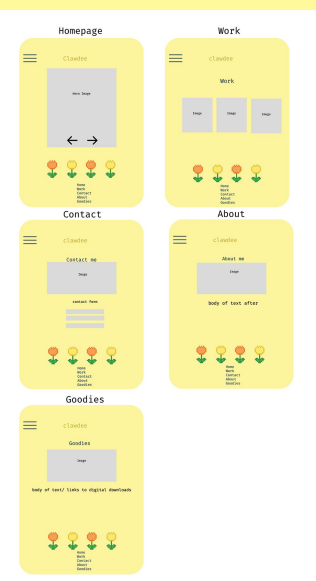 Homepage
Clawdee
Hero Image
Home
Work
Contact
About
Goodies
Work
Clawdee
Work
Image
Image
Image
Home
Work
Contact
About
Goodies
Contact
clawdee
Contact me
Image
contact form
Home
Work
Contact
About
Goodies
About
clawdee
About me
Image
body of text after
Home
Work
Contact
About
Goodies
Goodies
clawdee
Goodies
Image
body of text/ links to digital downloads
Home
Work
Contact
About
Goodies